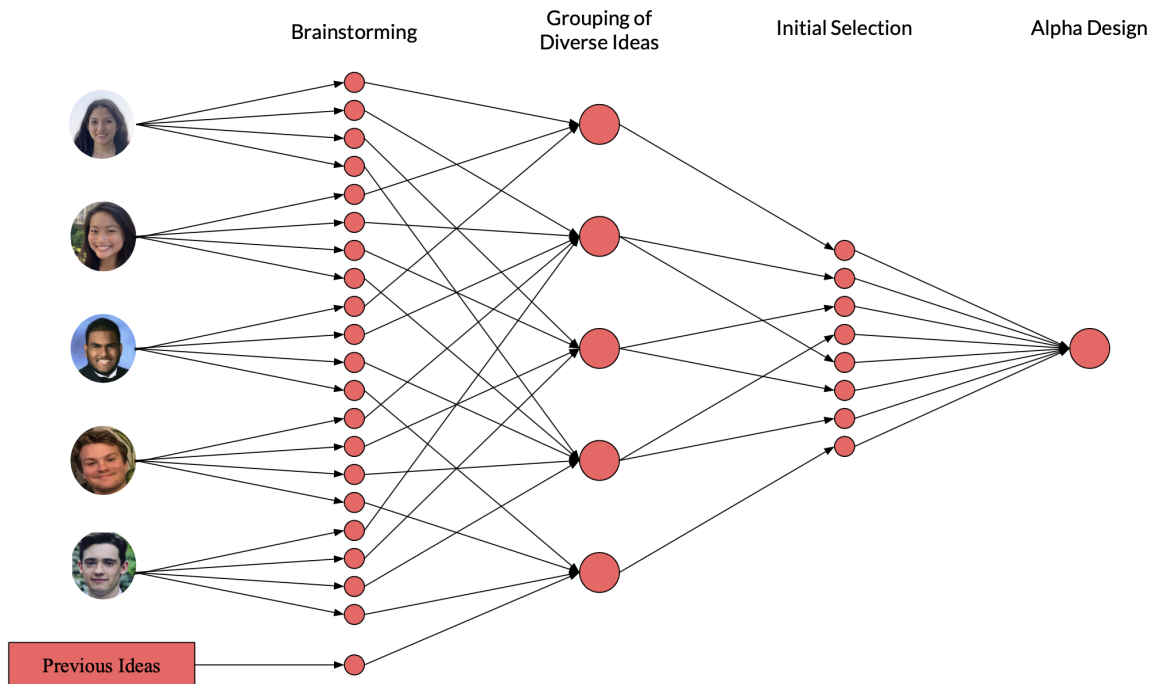 Brainstorming
Grouping of
Diverse Ideas
Initial Selection
Alpha Design
Previous Ideas